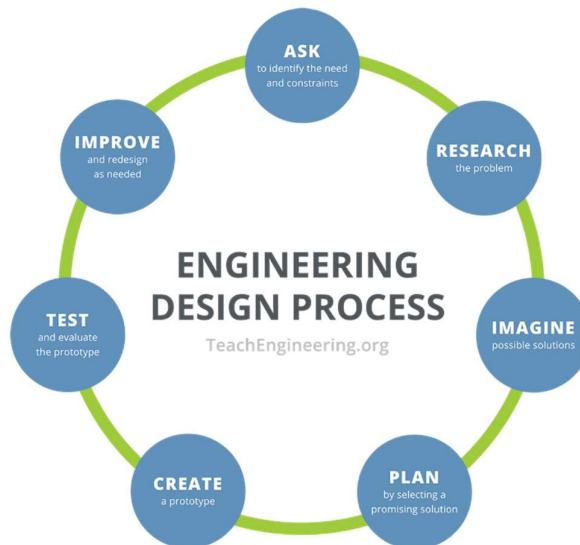 ASK
to identify the need
and constraints
RESEARCH
the problem
IMAGINE
possible solutions
PLAN
by selecting a
promising solution
CREATE
a prototype
TEST
and evaluate
the prototype
IMPROVE
and redesign
as needed
ENGINEERING
DESIGN PROCESS
TeachEngineering.org